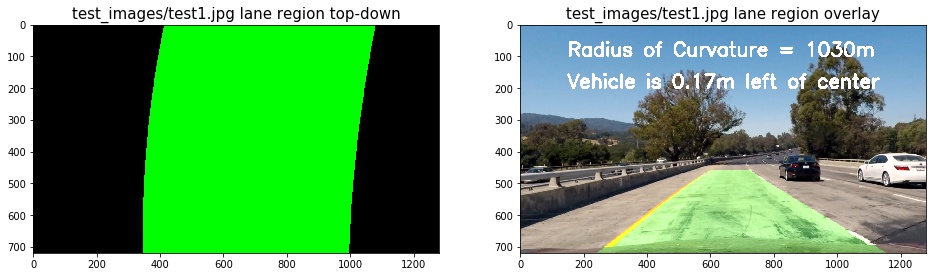 test_images/test1.jpg lane region top-down
0
100
200
300
400
500
600
700
0 200 400 600 800 1000 1200
test_images/test1.jpg lane region overlay
Radius of Curvature = 1030m
Vehicle is 0.17m left of center
0
100
200
300
400
500
600
700
0 200 400 600 800 1000 1200